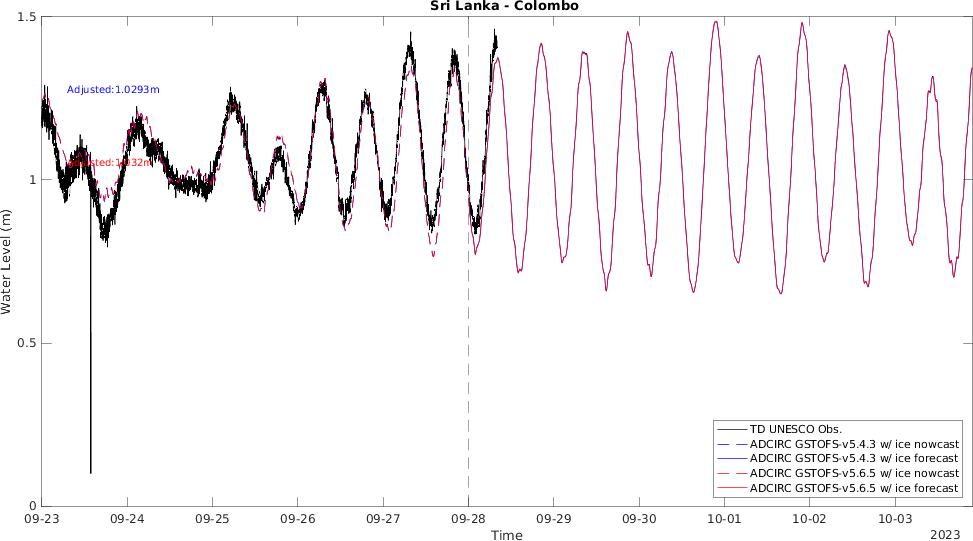 Sri Lanka - Colombo
1.5
Adjusted:1.0293m
Adjusted:1.032m
1
Water Level (m)
0.5
0
TD UNESCO Obs.
ADCIRC GSTOFS-v5.4.3 w/ ice nowcast
ADCIRC GSTOFS-v5.4.3 w/ ice forecast
ADCIRC GSTOFS-v5.6.5 w/ ice nowcast
ADCIRC GSTOFS-v5.6.5 w/ ice forecast
09-23 09-24 09-25 09-26 09-27 09-28 09-29 09-30 10-01 10-02 10-03
Time
2023